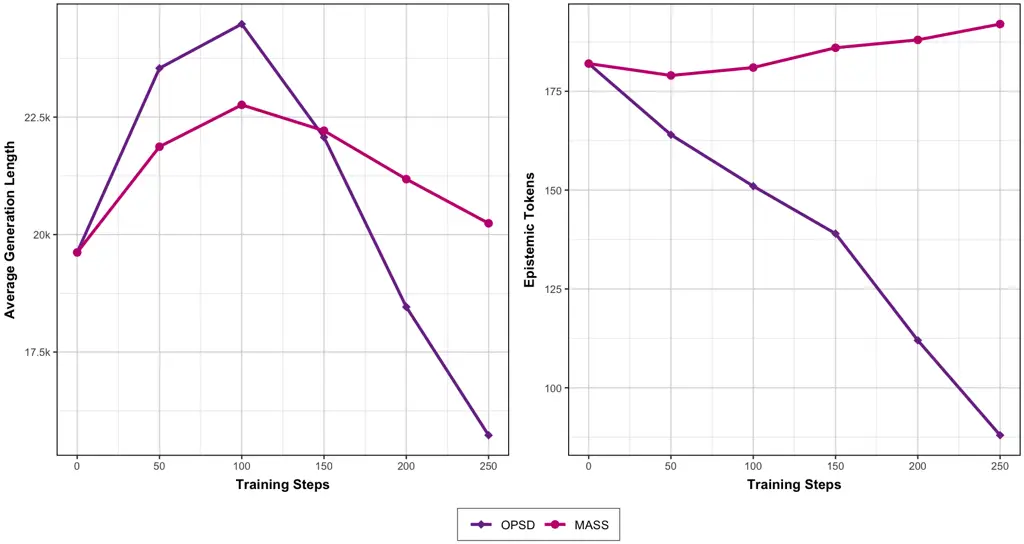 Average Generation Length
22.5k
20k
17.5k
0 50 100 150 200 250
Training Steps
Epistemic Tokens
175
150
125
100
0 50 100 150 200 250
Training Steps
OPSD MASS